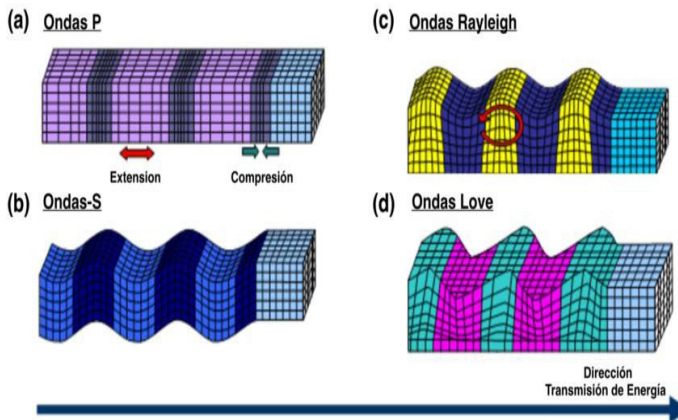 (a) Ondas P
Extension
Compresión
(b) Ondas-S
(c) Ondas Rayleigh
(d) Ondas Love
Dirección
Transmisión de Energía